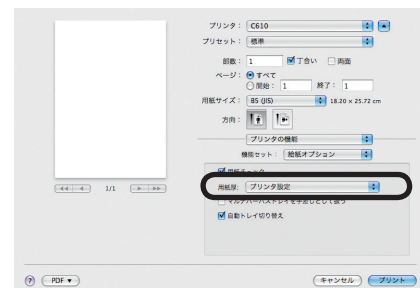 プリンタ： C610
プリセット： 標準
部数： 1 丁合い 両面
ページ： すべて
開始： 1 終了： 1
用紙サイズ： B5 (JIS) 18.20 x 25.72 cm
方向：
プリンタの機能
機能セット： 給紙オプション
用紙チェック
用紙厚： プリンタ設定
マルチパーパストレイを手差しとして扱う
自動トレイ切り替え
1/1
? PDF▼ キャンセル プリント